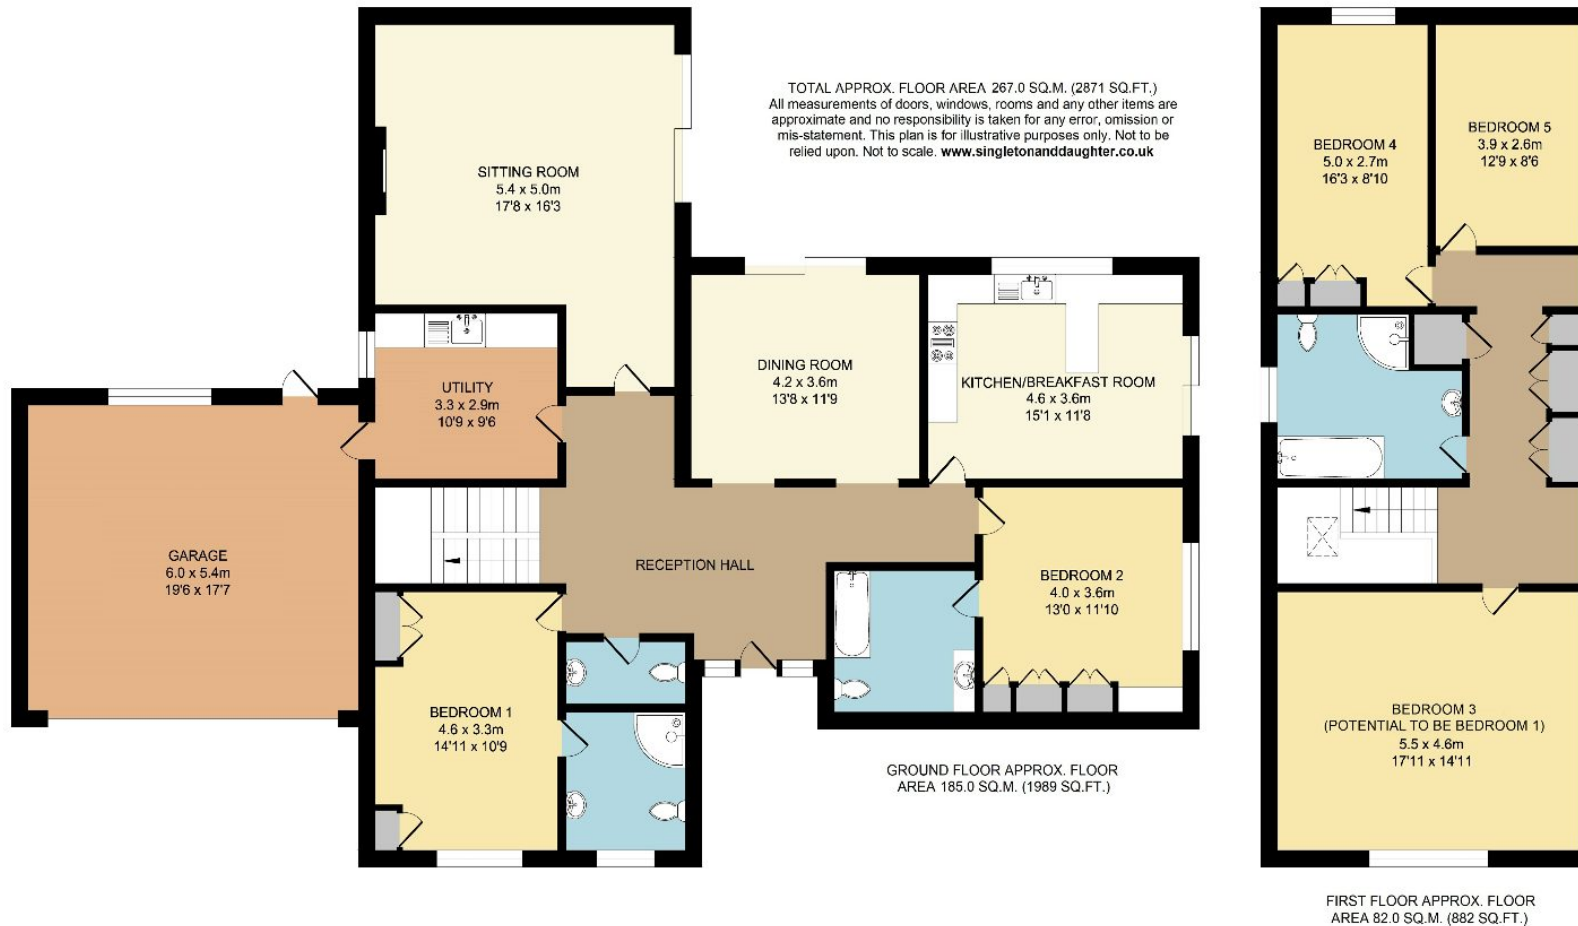 TOTAL APPROX. FLOOR AREA 267.0 SQ.M. (2871 SQ.FT.)
All measurements of doors, windows, rooms and any other items are
approximate and no responsibility is taken for any error, omission or
mis-statement. This plan is for illustrative purposes only. Not to be
relied upon. Not to scale. www.singletonanddaughter.co.uk
SITTING ROOM
5.4 x 5.0m
17'8 x 16'3
UTILITY
3.3 x 2.9m
10'9 x 9'6
DINING ROOM
4.2 x 3.6m
13'8 x 11'9
KITCHEN/BREAKFAST ROOM
4.6 x 3.6m
15'1 x 11'8
GARAGE
6.0 x 5.4m
19'6 x 17'7
RECEPTION HALL
BEDROOM 2
4.0 x 3.6m
13'0 x 11'10
BEDROOM 1
4.6 x 3.3m
14'11 x 10'9
GROUND FLOOR APPROX. FLOOR
AREA 185.0 SQ.M. (1989 SQ.FT.)
BEDROOM 4
5.0 x 2.7m
16'3 x 8'10
BEDROOM 5
3.9 x 2.6m
12'9 x 8'6
BEDROOM 3
(POTENTIAL TO BE BEDROOM 1)
5.5 x 4.6m
17'11 x 14'11
FIRST FLOOR APPROX. FLOOR
AREA 82.0 SQ.M. (882 SQ.FT.)